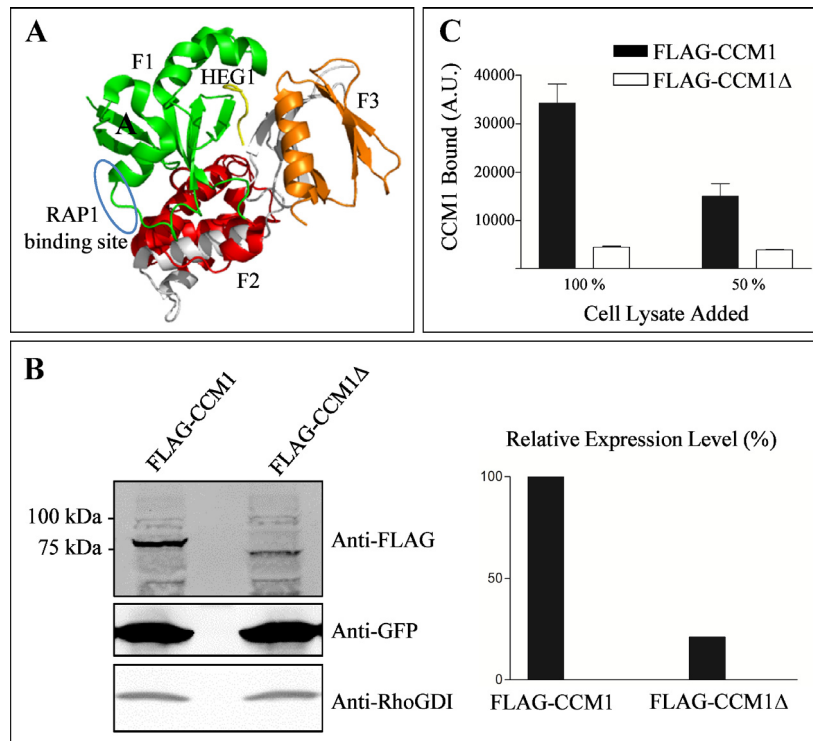 A
F1
HEG1
F3
A
RAP1
binding site
F2
C
FLAG-CCM1
FLAG-CCM1Δ
CCM1 Bound (A.U.)
40000
30000
20000
10000
100 %
50 %
Cell Lysate Added
B
FLAG-CCM1
FLAG-CCM1Δ
100 kDa
75 kDa
Anti-FLAG
Anti-GFP
Anti-RhoGDI
Relative Expression Level (%)
100
50
0
FLAG-CCM1
FLAG-CCM1Δ